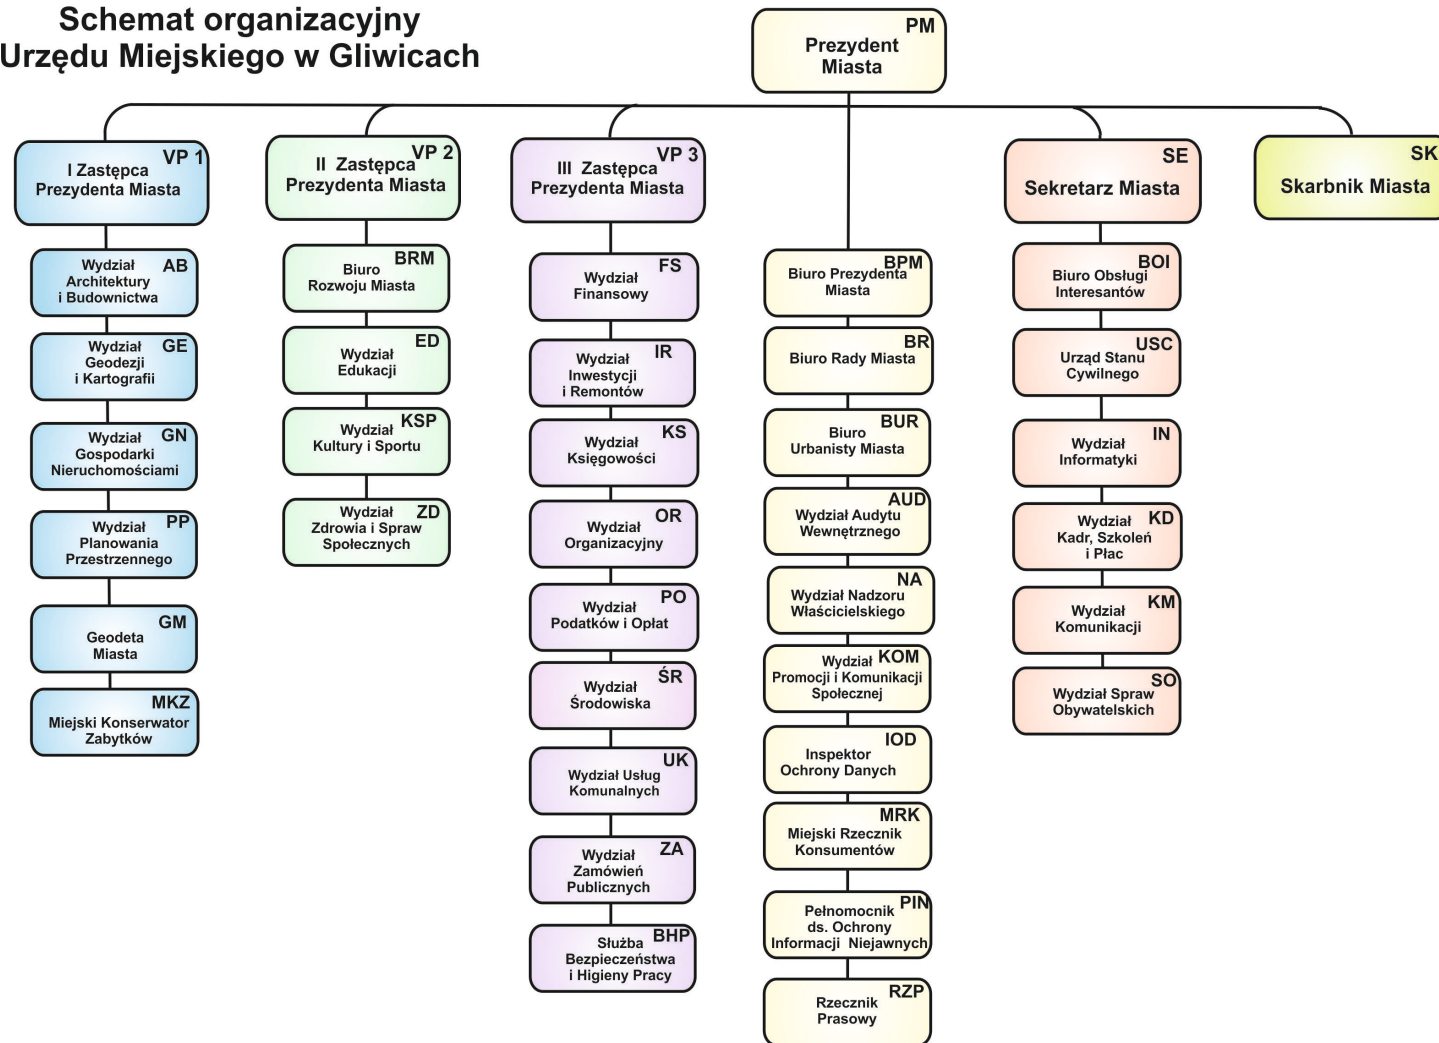 Schemat organizacyjny
Urzędu Miejskiego w Gliwicach
PM
Prezydent
Miasta
VP 1
I Zastępca
Prezydenta Miasta
AB
Wydział
Architektury
i Budownictwa
GE
Wydział
Geodezji
i Kartografii
GN
Wydział
Gospodarki
Nieruchomościami
PP
Wydział
Planowania
Przestrzennego
GM
Geodeta
Miasta
MKZ
Miejski Konserwator
Zabytków
VP 2
II Zastępca
Prezydenta Miasta
BRM
Biuro
Rozwoju Miasta
ED
Wydział
Edukacji
KSP
Wydział
Kultury i Sportu
ZD
Wydział
Zdrowia i Spraw
Społecznych
VP 3
III Zastępca
Prezydenta Miasta
FS
Wydział
Finansowy
IR
Wydział
Inwestycji
i Remontów
KS
Wydział
Księgowości
OR
Wydział
Organizacyjny
PO
Wydział
Podatków i Opłat
ŚR
Wydział
Środowiska
UK
Wydział Usług
Komunalnych
ZA
Wydział
Zamówień
Publicznych
BHP
Służba
Bezpieczeństwa
i Higieny Pracy
BPM
Biuro Prezydenta
Miasta
BR
Biuro Rady Miasta
BUR
Biuro
Urbanisty Miasta
AUD
Wydział Audytu
Wewnętrznego
NA
Wydział Nadzoru
Właścicielskiego
KOM
Wydział
Promocji i Komunikacji
Społecznej
IOD
Inspektor
Ochrony Danych
MRK
Miejski Rzecznik
Konsumentów
PIN
Pełnomocnik
ds. Ochrony
Informacji Niejawnych
RZP
Rzecznik
Prasowy
SE
Sekretarz Miasta
BOI
Biuro Obsługi
Interesantów
USC
Urząd Stanu
Cywilnego
IN
Wydział
Informatyki
KD
Wydział
Kadr, Szkoleń
i Płac
KM
Wydział
Komunikacji
SO
Wydział Spraw
Obywatelskich
SK
Skarbnik Miasta